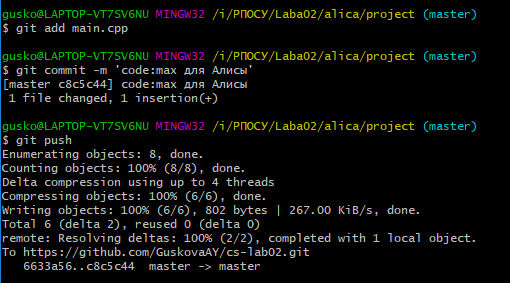 gusko@LAPTOP-VT7SV6NU MINGW32 /i/РПОСУ/Laba02/alica/project (master)
$ git add main.cpp
gusko@LAPTOP-VT7SV6NU MINGW32 /i/РПОСУ/Laba02/alica/project (master)
$ git commit -m 'code:max для Алисы'
[master c8c5c44] code:max для Алисы
1 file changed, 1 insertion(+)
gusko@LAPTOP-VT7SV6NU MINGW32 /i/РПОСУ/Laba02/alica/project (master)
$ git push
Enumerating objects: 8, done.
Counting objects: 100% (8/8), done.
Delta compression using up to 4 threads
Compressing objects: 100% (6/6), done.
Writing objects: 100% (6/6), 802 bytes | 267.00 KiB/s, done.
Total 6 (delta 2), reused 0 (delta 0)
remote: Resolving deltas: 100% (2/2), completed with 1 local object.
To https://github.com/GuskovaAY/cs-lab02.git
6633a56..c8c5c44  master -> master